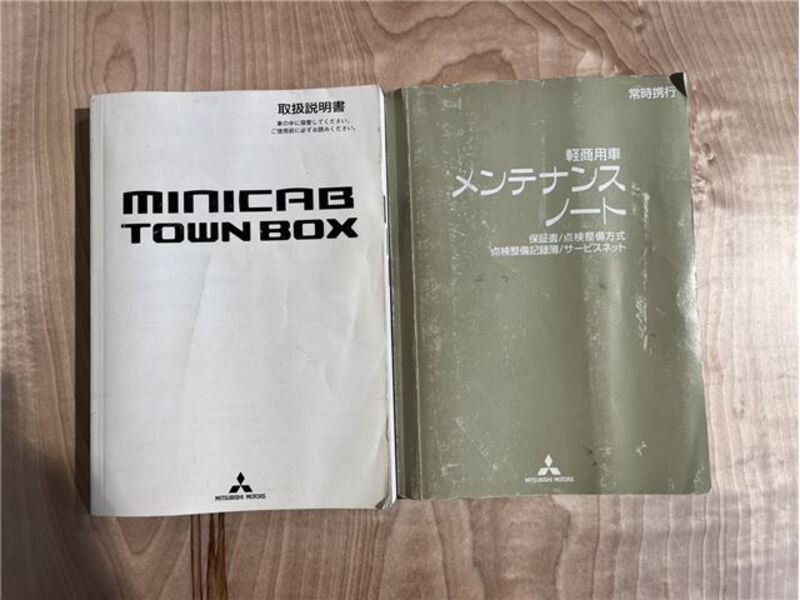 取扱説明書
車の中に保管してください。
ご使用前に必ずお読みください。
MINICAB
TOWN BOX
MITSUBISHI MOTORS
常時携行
軽商用車
メンテナンス
ノート
保証書/点検整備方式
点検整備記録簿/サービスネット
MITSUBISHI MOTORS